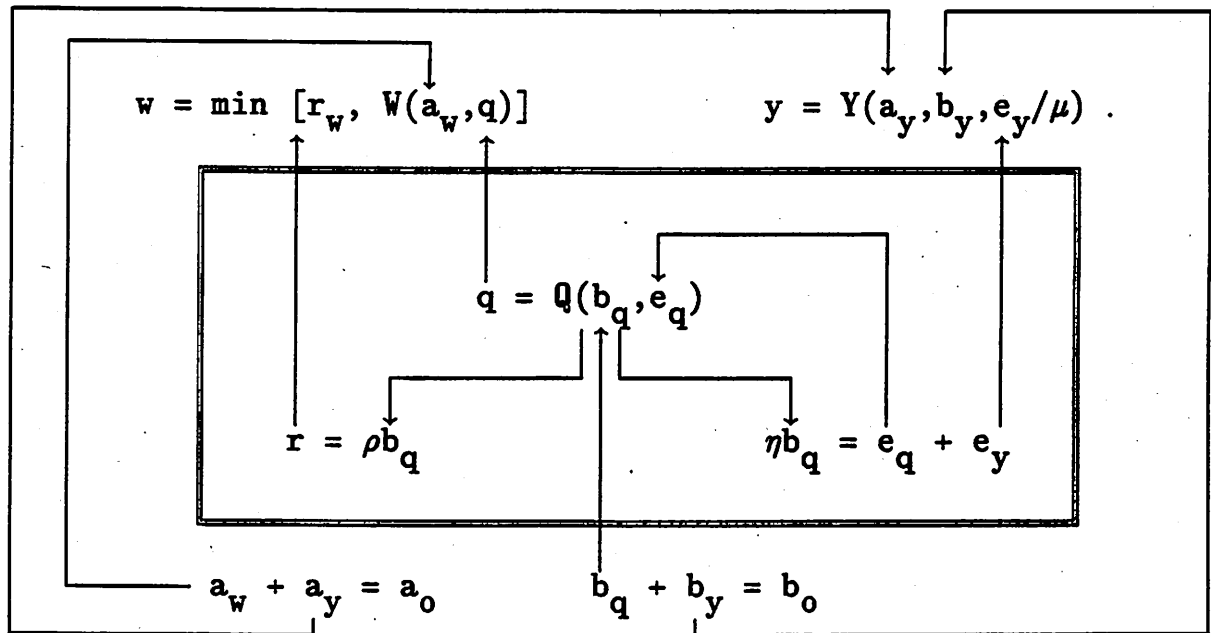 w = min [r_w, W(a_w,q)] y = Y(a_y,b_y,e_y/μ) .
q = Q(b_q,e_q)
r = ρb_q ηb_q = e_q + e_y
a_w + a_y = a_o b_q + b_y = b_o